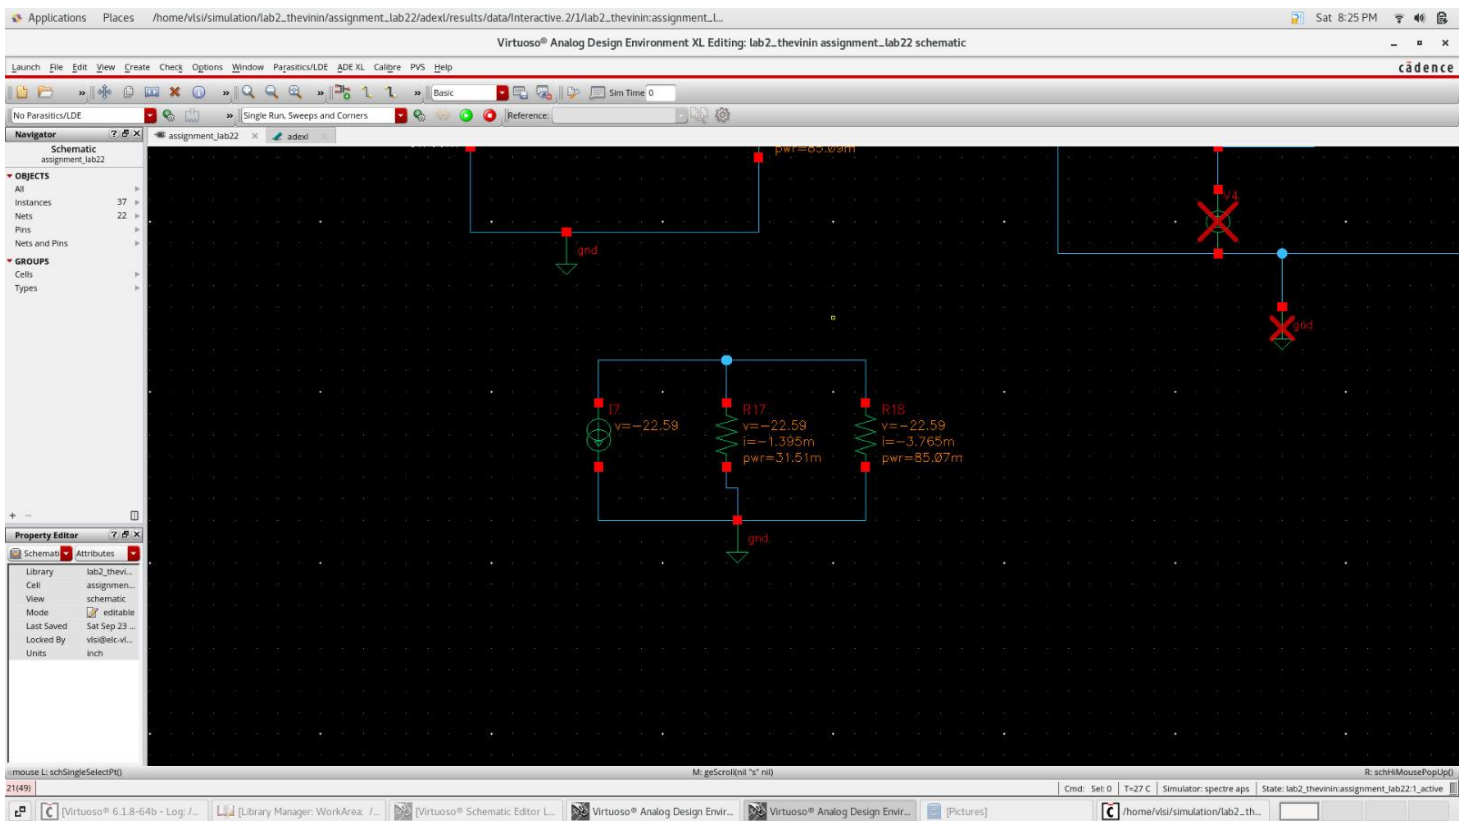 Applications Places /home/vlsi/simulation/lab2_thevinin/assignment_lab22/adexl/results/data/Interactive.2/1/lab2_thevinin:assignment_l... Sat 8:25 PM
Virtuoso® Analog Design Environment XL Editing: lab2_thevinin assignment_lab22 schematic
Launch File Edit View Create Check Options Window Parasitics/LDE ADE XL Calibre PVS Help cādence
» » » » Basic Sim Time 0
No Parasitics/LDE » Single Run, Sweeps and Corners Reference:
Navigator assignment_lab22 adexl
Schematic
assignment_lab22
OBJECTS
All
Instances 37
Nets 22
Pins
Nets and Pins
GROUPS
Cells
Types
pwr=85.09m
gnd
V4
gnd
I7
v=-22.59
R17
v=-22.59
i=-1.395m
pwr=31.51m
R18
v=-22.59
i=-3.765m
pwr=85.07m
gnd
Property Editor
Schemati Attributes
Library lab2_thevi...
Cell assignmen...
View schematic
Mode editable
Last Saved Sat Sep 23 ...
Locked By vlsi@elc-vl...
Units inch
mouse L: schSingleSelectPt() M: geScroll(nil "s" nil) R: schHiMousePopUp()
21(49) Cmd: Sel: 0 T=27 C Simulator: spectre aps State: lab2_thevinin:assignment_lab22:1_active
[Virtuoso® 6.1.8-64b - Log: /... [Library Manager: WorkArea: /... [Virtuoso® Schematic Editor L... Virtuoso® Analog Design Envir... Virtuoso® Analog Design Envir... [Pictures] /home/vlsi/simulation/lab2_th...